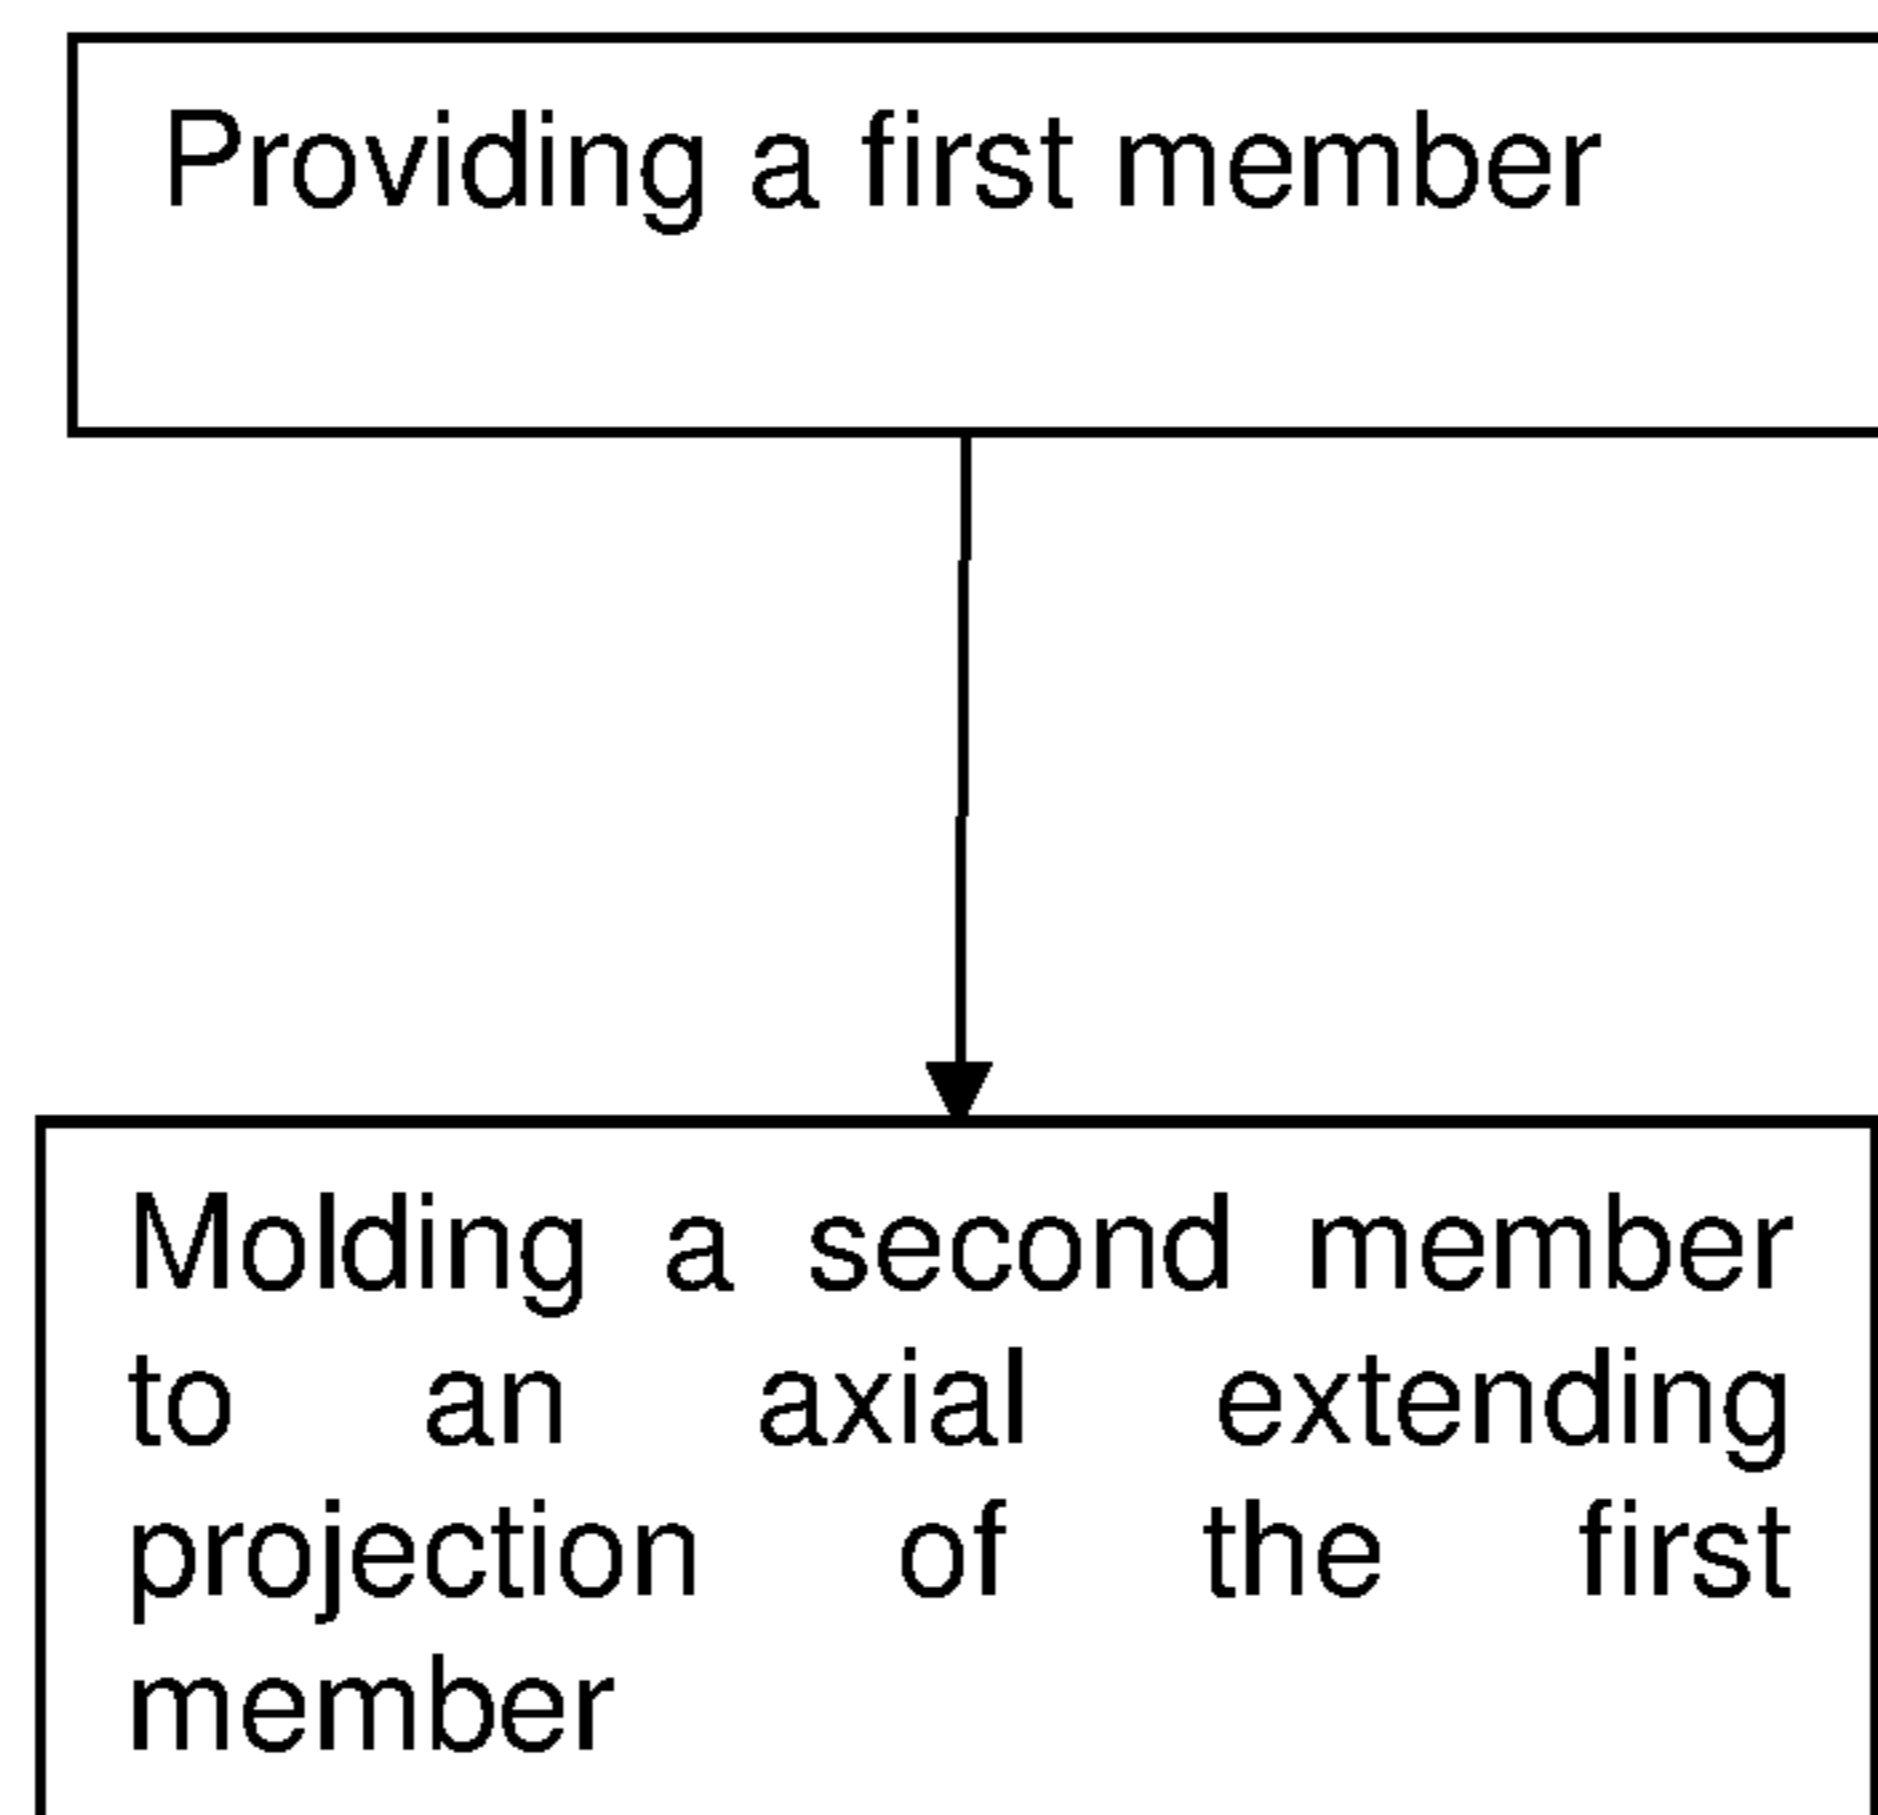 Providing a first member
Molding a second member
to an axial extending
projection of the first
member